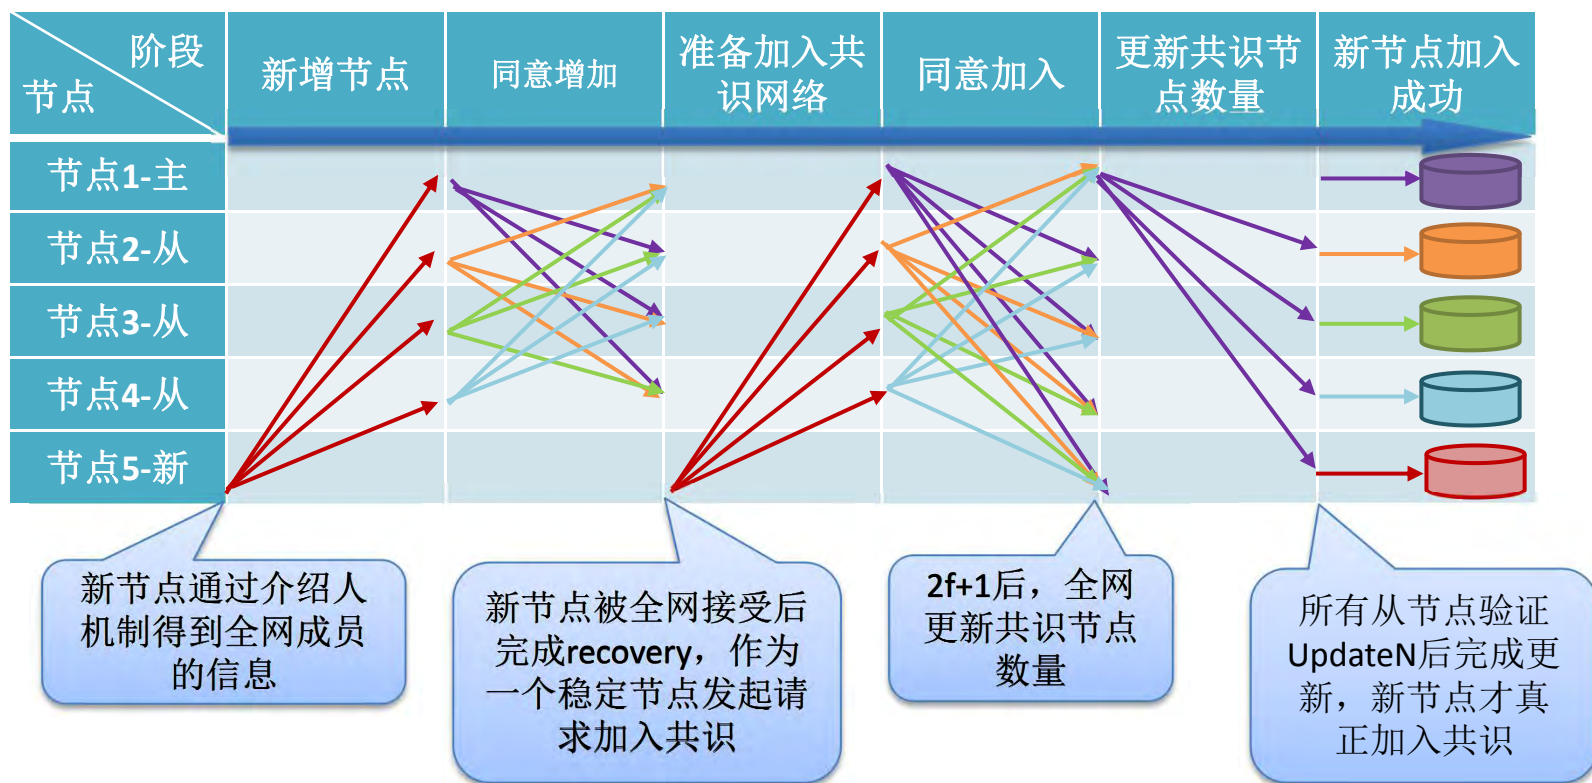 阶段
节点
新增节点
同意增加
准备加入共
识网络
同意加入
更新共识节
点数量
新节点加入
成功
节点1-主
节点2-从
节点3-从
节点4-从
节点5-新
新节点通过介绍人
机制得到全网成员
的信息
新节点被全网接受后
完成recovery，作为
一个稳定节点发起请
求加入共识
2f+1后，全网
更新共识节点
数量
所有从节点验证
UpdateN后完成更
新，新节点才真
正加入共识